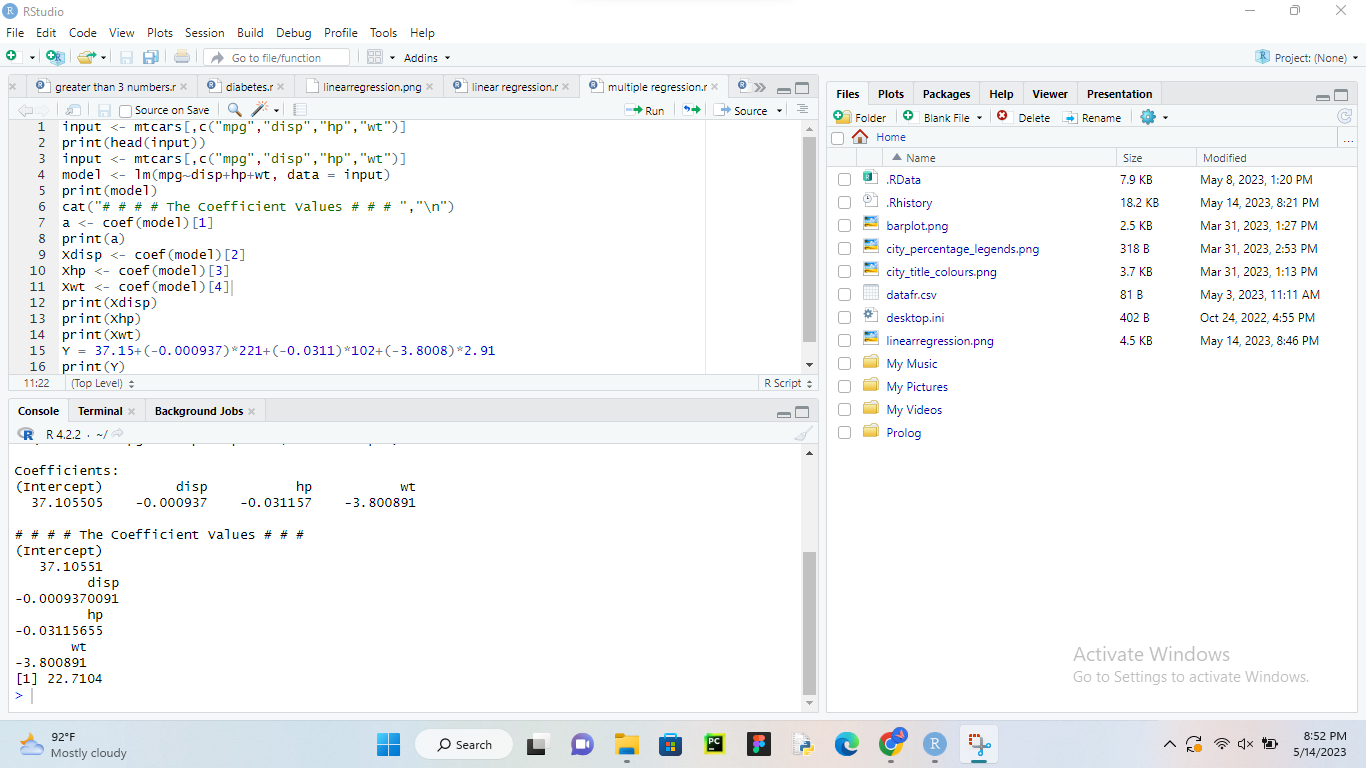 RStudio
File Edit Code View Plots Session Build Debug Profile Tools Help
Go to file/function Addins Project: (None)
greater than 3 numbers.r diabetes.r linearregression.png linear regression.r multiple regression.r
Source on Save Run Source
1 input <- mtcars[,c("mpg","disp","hp","wt")]
2 print(head(input))
3 input <- mtcars[,c("mpg","disp","hp","wt")]
4 model <- lm(mpg~disp+hp+wt, data = input)
5 print(model)
6 cat("# # # # The Coefficient Values # # # ","\n")
7 a <- coef(model)[1]
8 print(a)
9 Xdisp <- coef(model)[2]
10 Xhp <- coef(model)[3]
11 Xwt <- coef(model)[4]
12 print(Xdisp)
13 print(Xhp)
14 print(Xwt)
15 Y = 37.15+(-0.000937)*221+(-0.0311)*102+(-3.8008)*2.91
16 print(Y)
11:22 (Top Level) R Script
Console Terminal Background Jobs
R 4.2.2 . ~/
Coefficients:
(Intercept) disp hp wt
37.105505 -0.000937 -0.031157 -3.800891
# # # # The Coefficient Values # # #
(Intercept)
37.10551
disp
-0.0009370091
hp
-0.03115655
wt
-3.800891
[1] 22.7104
>
Files Plots Packages Help Viewer Presentation
Folder Blank File Delete Rename
Home ...
Name Size Modified
.RData 7.9 KB May 8, 2023, 1:20 PM
.Rhistory 18.2 KB May 14, 2023, 8:21 PM
barplot.png 2.5 KB Mar 31, 2023, 1:27 PM
city_percentage_legends.png 318 B Mar 31, 2023, 2:53 PM
city_title_colours.png 3.7 KB Mar 31, 2023, 1:13 PM
datafr.csv 81 B May 3, 2023, 11:11 AM
desktop.ini 402 B Oct 24, 2022, 4:55 PM
linearregression.png 4.5 KB May 14, 2023, 8:46 PM
My Music
My Pictures
My Videos
Prolog
Activate Windows
Go to Settings to activate Windows.
92°F
Mostly cloudy
Search
8:52 PM
5/14/2023